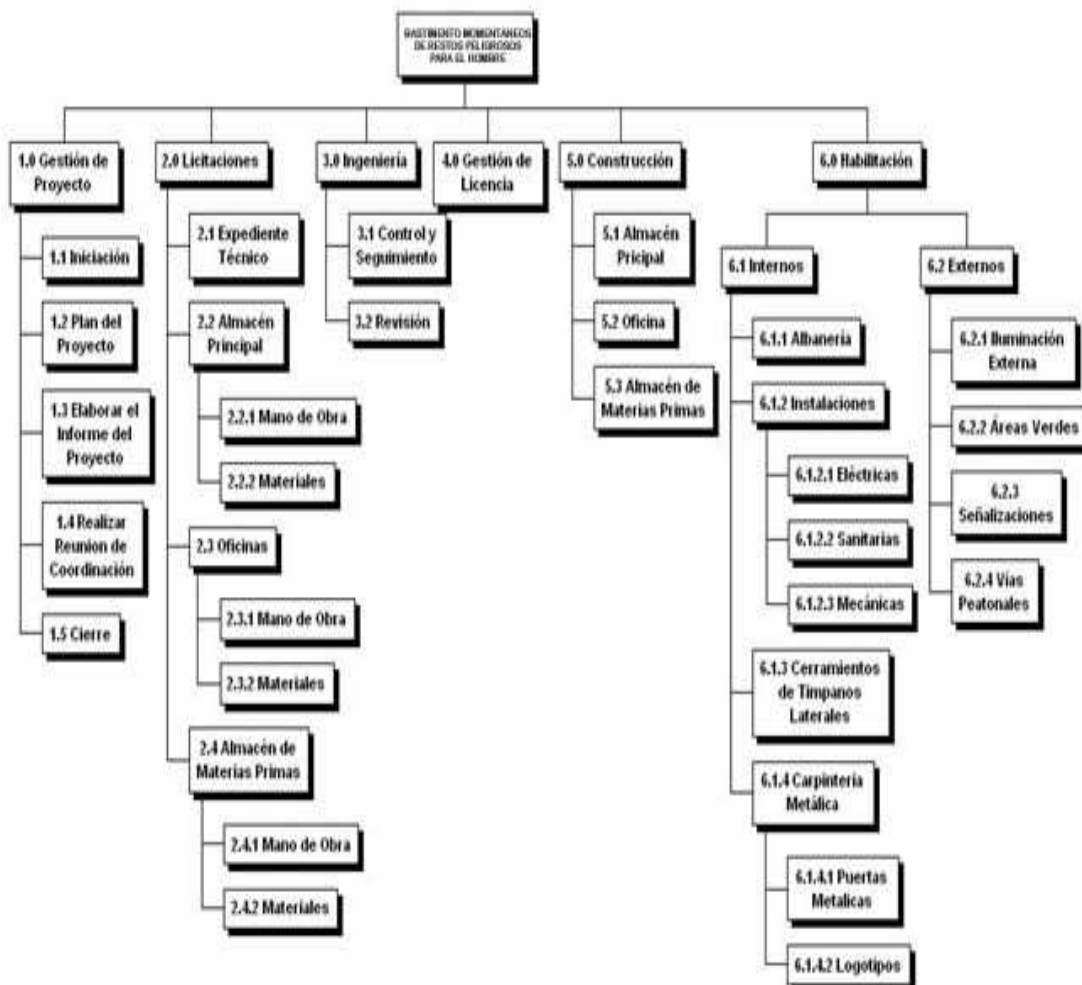 MOMENTANEOS
DE RESTOS PELIGROSOS
PARA EL HOMBRE
1.0 Gestión de
Proyecto
2.0 Licitaciones
3.0 Ingeniería
4.0 Gestión de
Licencia
5.0 Construcción
6.0 Habilitación
1.1 Iniciación
1.2 Plan del
Proyecto
1.3 Elaborar el
Informe del
Proyecto
1.4 Realizar
Reunion de
Coordinación
1.5 Cierre
2.1 Expediente
Técnico
2.2 Almacén
Principal
2.2.1 Mano de Obra
2.2.2 Materiales
2.3 Oficinas
2.3.1 Mano de Obra
2.3.2 Materiales
2.4 Almacén de
Materias Primas
2.4.1 Mano de Obra
2.4.2 Materiales
3.1 Control y
Seguimiento
3.2 Revisión
5.1 Almacén
Pricipal
5.2 Oficina
5.3 Almacén de
Materias Primas
6.1 Internos
6.1.1 Albanería
6.1.2 Instalaciones
6.1.2.1 Eléctricas
6.1.2.2 Sanitarias
6.1.2.3 Mecánicas
6.1.3 Cerramientos
de Tímpanos
Laterales
6.1.4 Carpintería
Metálica
6.1.4.1 Puertas
Metalicas
6.1.4.2 Logotipos
6.2 Externos
6.2.1 Iluminación
Externa
6.2.2 Áreas Verdes
6.2.3
Señalizaciones
6.2.4 Vías
Peatonales